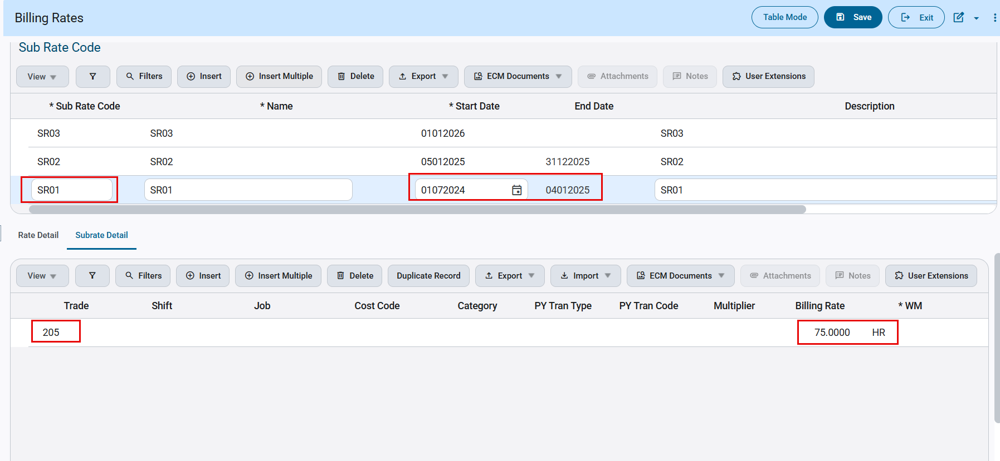 Billing Rates Table Mode Save Exit
Sub Rate Code
View Filters Insert Insert Multiple Delete Export ECM Documents Attachments Notes User Extensions
* Sub Rate Code * Name * Start Date End Date Description
SR03 SR03 01012026 SR03
SR02 SR02 05012025 31122025 SR02
SR01 SR01 01072024 04012025 SR01
Rate Detail Subrate Detail
View Filters Insert Insert Multiple Delete Duplicate Record Export Import ECM Documents Attachments Notes User Extensions
Trade Shift Job Cost Code Category PY Tran Type PY Tran Code Multiplier Billing Rate * WM
205 75.0000 HR